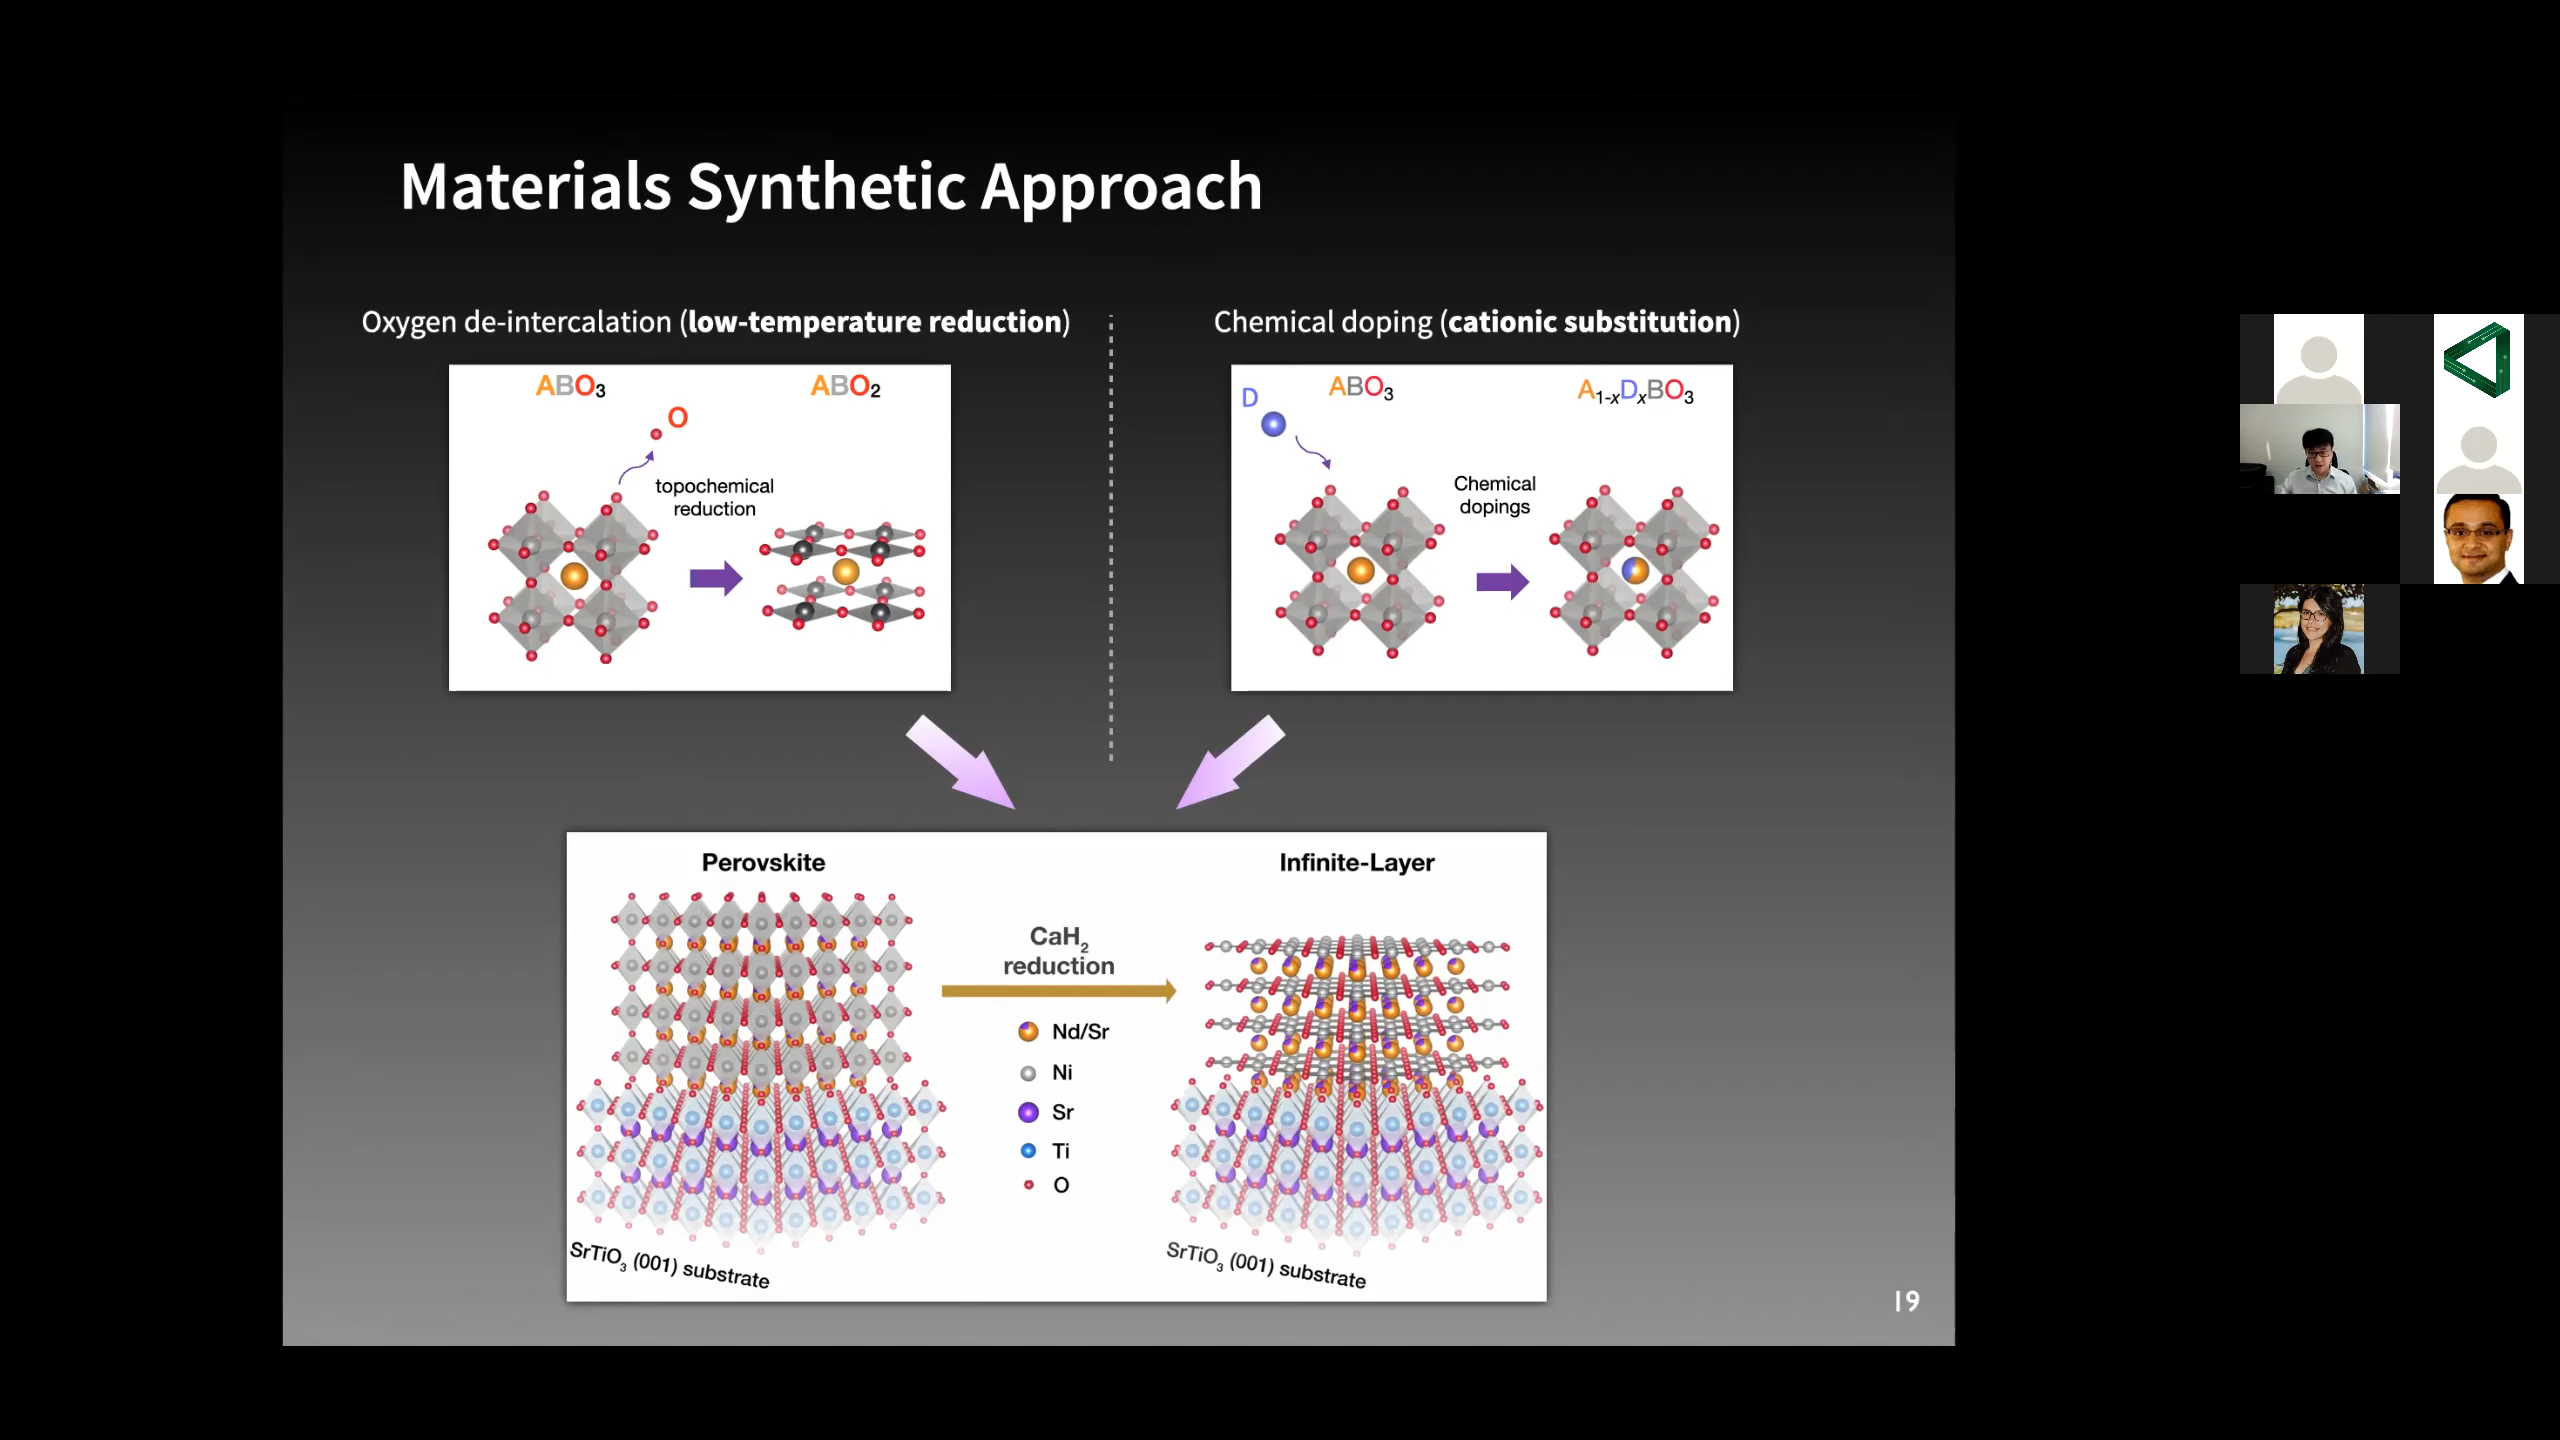 Materials Synthetic Approach
Oxygen de-intercalation (low-temperature reduction)
ABO₃
ABO₂
O
topochemical
reduction
Chemical doping (cationic substitution)
D
ABO₃
A₁₋ₓDₓBO₃
Chemical
dopings
Perovskite
Infinite-Layer
CaH₂
reduction
Nd/Sr
Ni
Sr
Ti
O
SrTiO₃ (001) substrate
SrTiO₃ (001) substrate
19